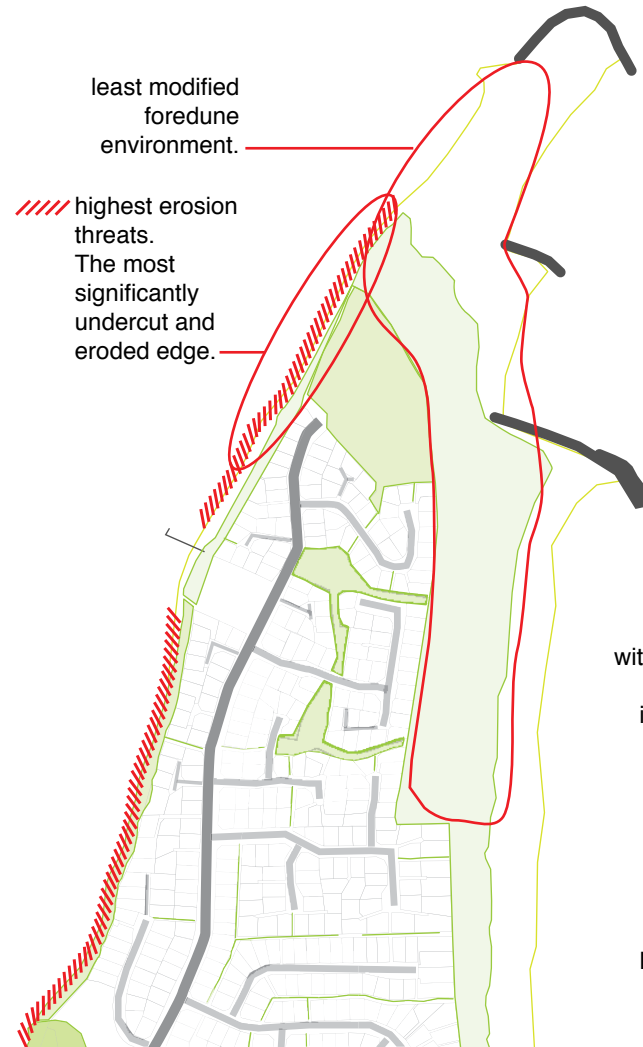 least modified
foredune
environment.
highest erosion
threats.
The most
significantly
undercut and
eroded edge.